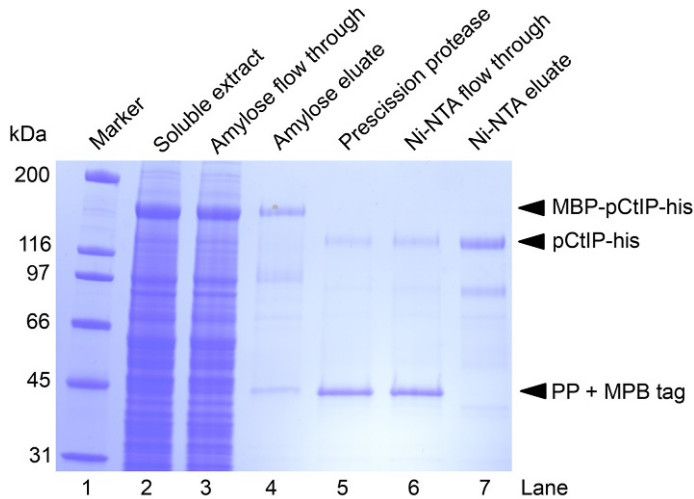 Marker
Soluble extract
Amylose flow through
Amylose eluate
Prescission protease
Ni-NTA flow through
Ni-NTA eluate
kDa
200
116
97
66
45
31
MBP-pCtIP-his
pCtIP-his
PP + MPB tag
1 2 3 4 5 6 7 Lane